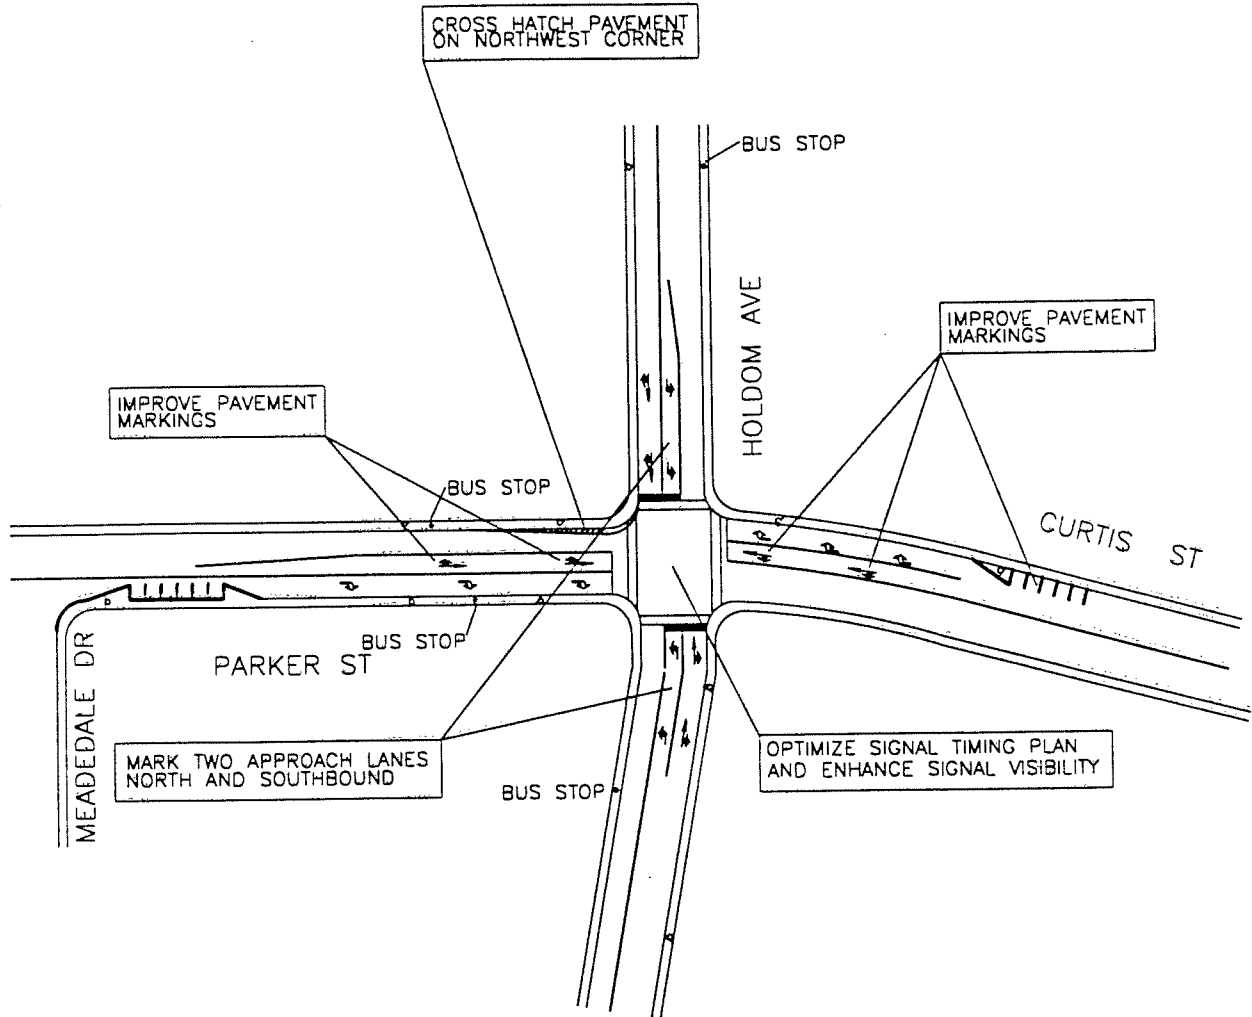 CROSS HATCH PAVEMENT
ON NORTHWEST CORNER
BUS STOP
HOLDOM AVE
IMPROVE PAVEMENT
MARKINGS
IMPROVE PAVEMENT
MARKINGS
BUS STOP
CURTIS ST
BUS STOP
PARKER ST
MEADEDALE DR
MARK TWO APPROACH LANES
NORTH AND SOUTHBOUND
OPTIMIZE SIGNAL TIMING PLAN
AND ENHANCE SIGNAL VISIBILITY
BUS STOP